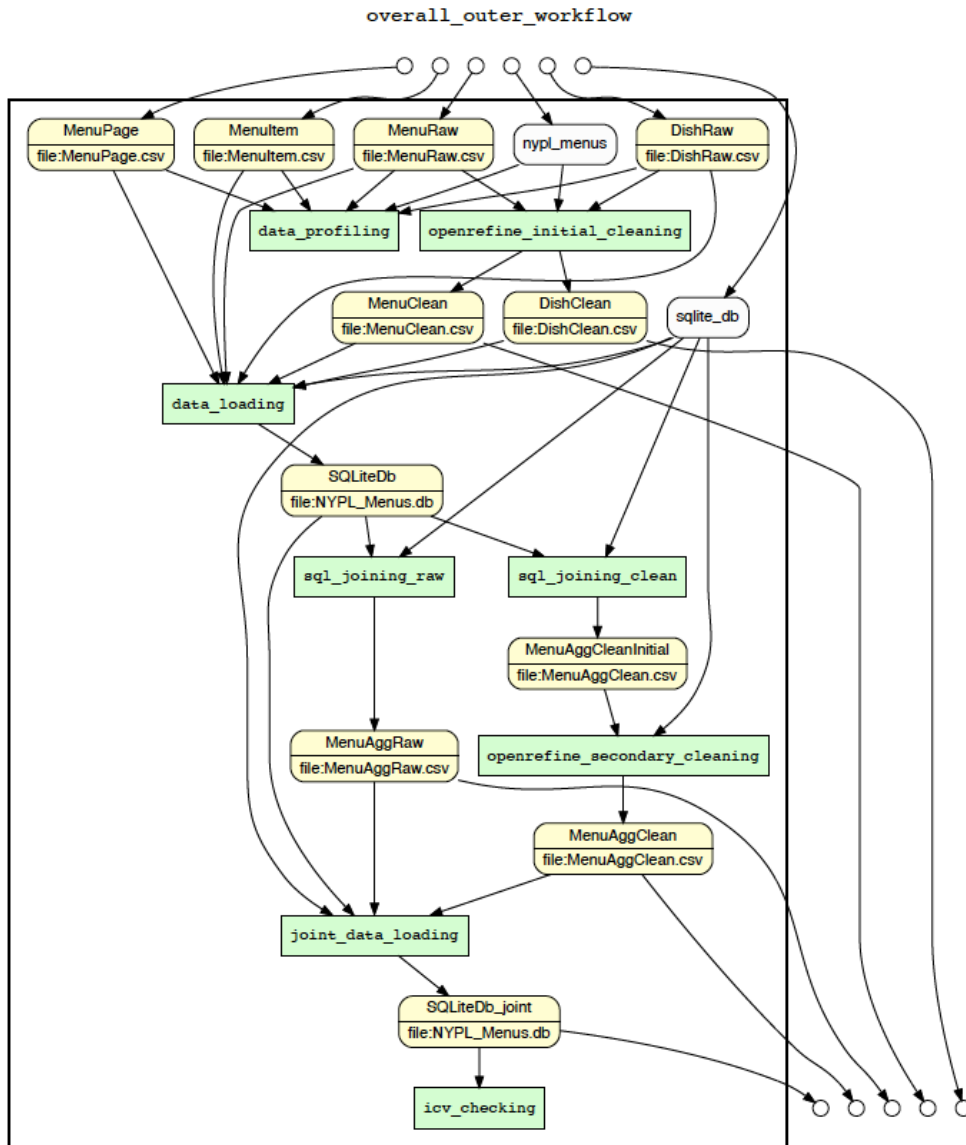 overall_outer_workflow
MenuPage
file:MenuPage.csv
MenuItem
file:MenuItem.csv
MenuRaw
file:MenuRaw.csv
nypl_menus
DishRaw
file:DishRaw.csv
data_profiling
openrefine_initial_cleaning
MenuClean
file:MenuClean.csv
DishClean
file:DishClean.csv
sqlite_db
data_loading
SQLiteDb
file:NYPL_Menus.db
sql_joining_raw
sql_joining_clean
MenuAggCleanInitial
file:MenuAggClean.csv
MenuAggRaw
file:MenuAggRaw.csv
openrefine_secondary_cleaning
MenuAggClean
file:MenuAggClean.csv
joint_data_loading
SQLiteDb_joint
file:NYPL_Menus.db
icv_checking